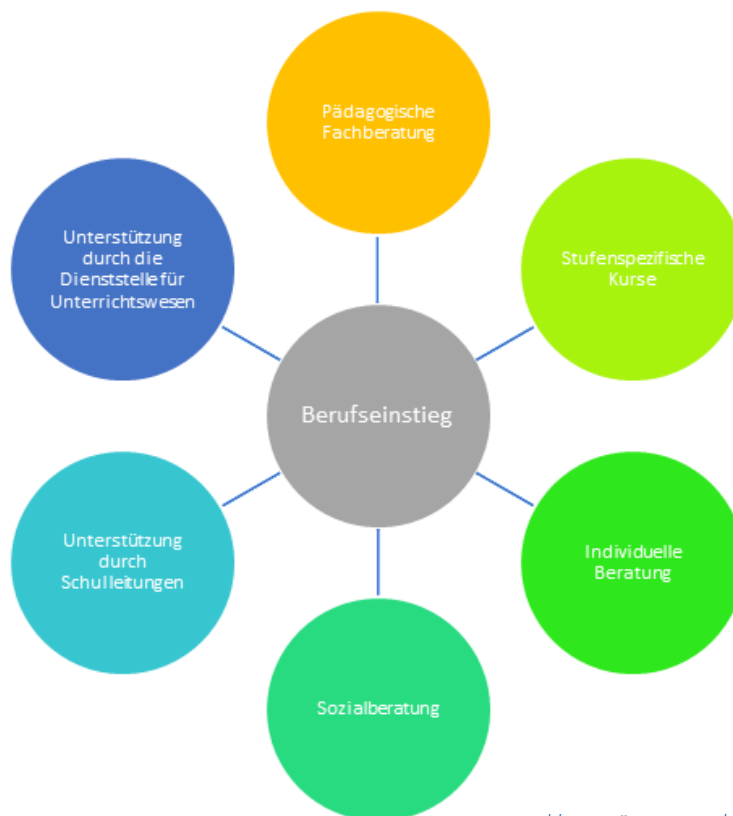 Pädagogische
Fachberatung
Unterstützung
durch die
Dienststelle für
Unterrichtswesen
Stufenspezifische
Kurse
Berufseinstieg
Unterstützung
durch
Schulleitungen
Individuelle
Beratung
Sozialberatung